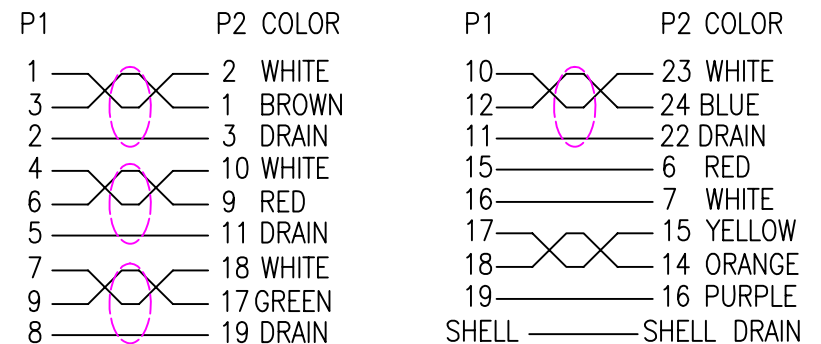 P1 P2 COLOR
1 2 WHITE
3 1 BROWN
2 3 DRAIN
4 10 WHITE
6 9 RED
5 11 DRAIN
7 18 WHITE
9 17 GREEN
8 19 DRAIN
P1 P2 COLOR
10 23 WHITE
12 24 BLUE
11 22 DRAIN
15 6 RED
16 7 WHITE
17 15 YELLOW
18 14 ORANGE
19 16 PURPLE
SHELL SHELL DRAIN